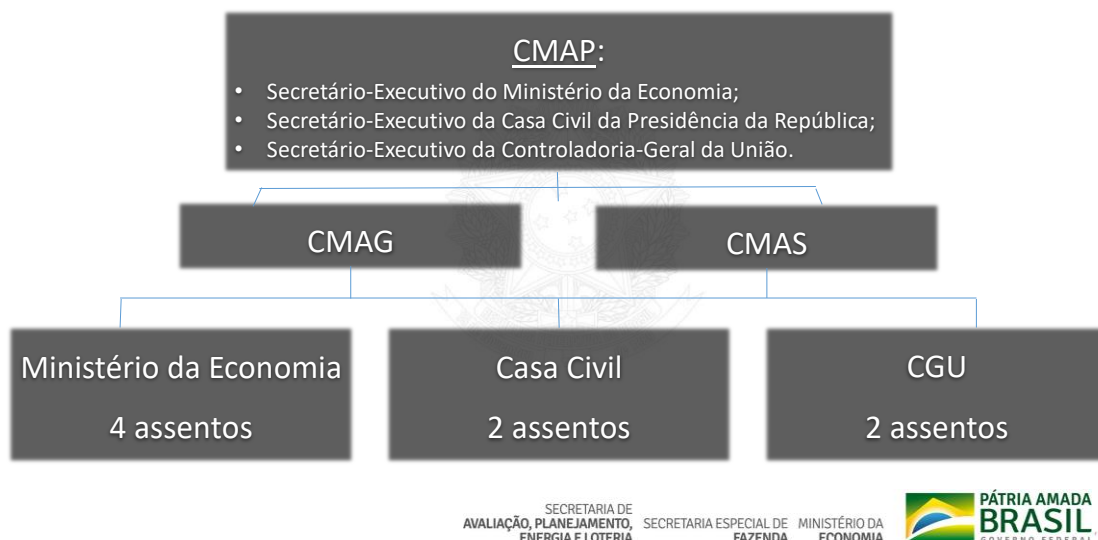 CMAP:
• Secretário-Executivo do Ministério da Economia;
• Secretário-Executivo da Casa Civil da Presidência da República;
• Secretário-Executivo da Controladoria-Geral da União.
CMAG
CMAS
Ministério da Economia
4 assentos
Casa Civil
2 assentos
CGU
2 assentos
SECRETARIA DE
AVALIAÇÃO, PLANEJAMENTO,
ENERGIA E LOTERIA
SECRETARIA ESPECIAL DE
FAZENDA
MINISTÉRIO DA
ECONOMIA
PÁTRIA AMADA
BRASIL
GOVERNO FEDERAL